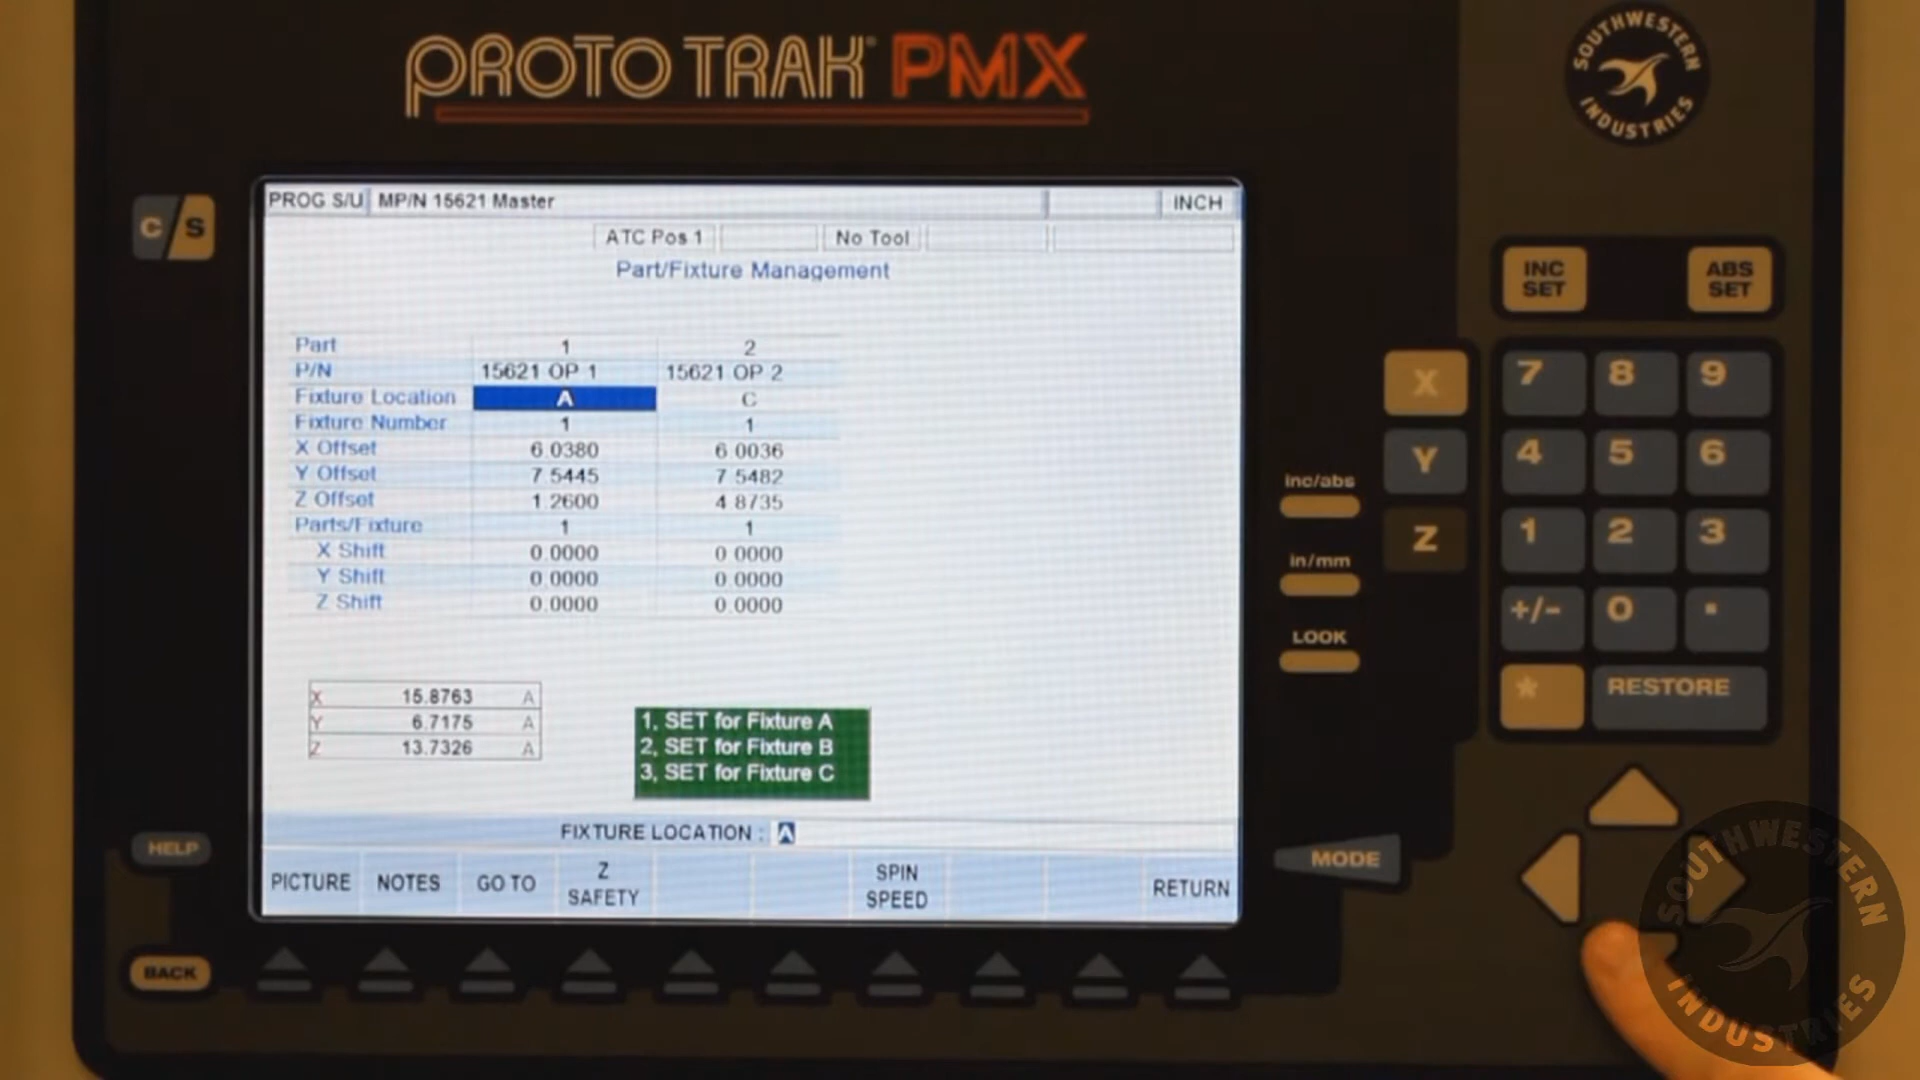 PROTO TRAK PMX
SOUTHWESTERN INDUSTRIES
C/S
PROG S/U MP/N 15621 Master INCH
ATC Pos 1 No Tool
Part/Fixture Management
Part 1 2
P/N 15621 OP 1 15621 OP 2
Fixture Location A C
Fixture Number 1 1
X Offset 6.0380 6.0036
Y Offset 7.5445 7.5482
Z Offset 1.2600 4.8735
Parts/Fixture 1 1
X Shift 0.0000 0.0000
Y Shift 0.0000 0.0000
Z Shift 0.0000 0.0000
X 15.8763 A
Y 6.7175 A
Z 13.7326 A
1, SET for Fixture A
2, SET for Fixture B
3, SET for Fixture C
FIXTURE LOCATION : A
PICTURE NOTES GO TO Z SAFETY SPIN SPEED RETURN
INC SET
ABS SET
X 7 8 9
Y 4 5 6
inc/abs
Z 1 2 3
in/mm
+/- 0 .
LOOK
* RESTORE
HELP
MODE
BACK
SOUTHWESTERN INDUSTRIES